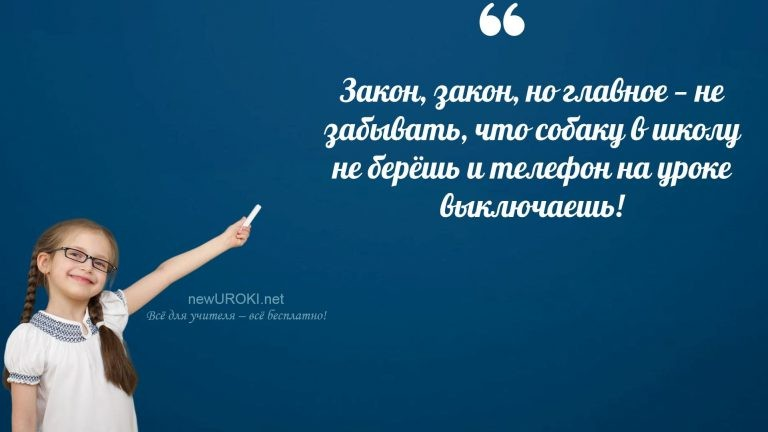 Закон, закон, но главное – не
забывать, что собаку в школу
не берёшь и телефон на уроке
выключаешь!
newUROKI.net
Всё для учителя – всё бесплатно!